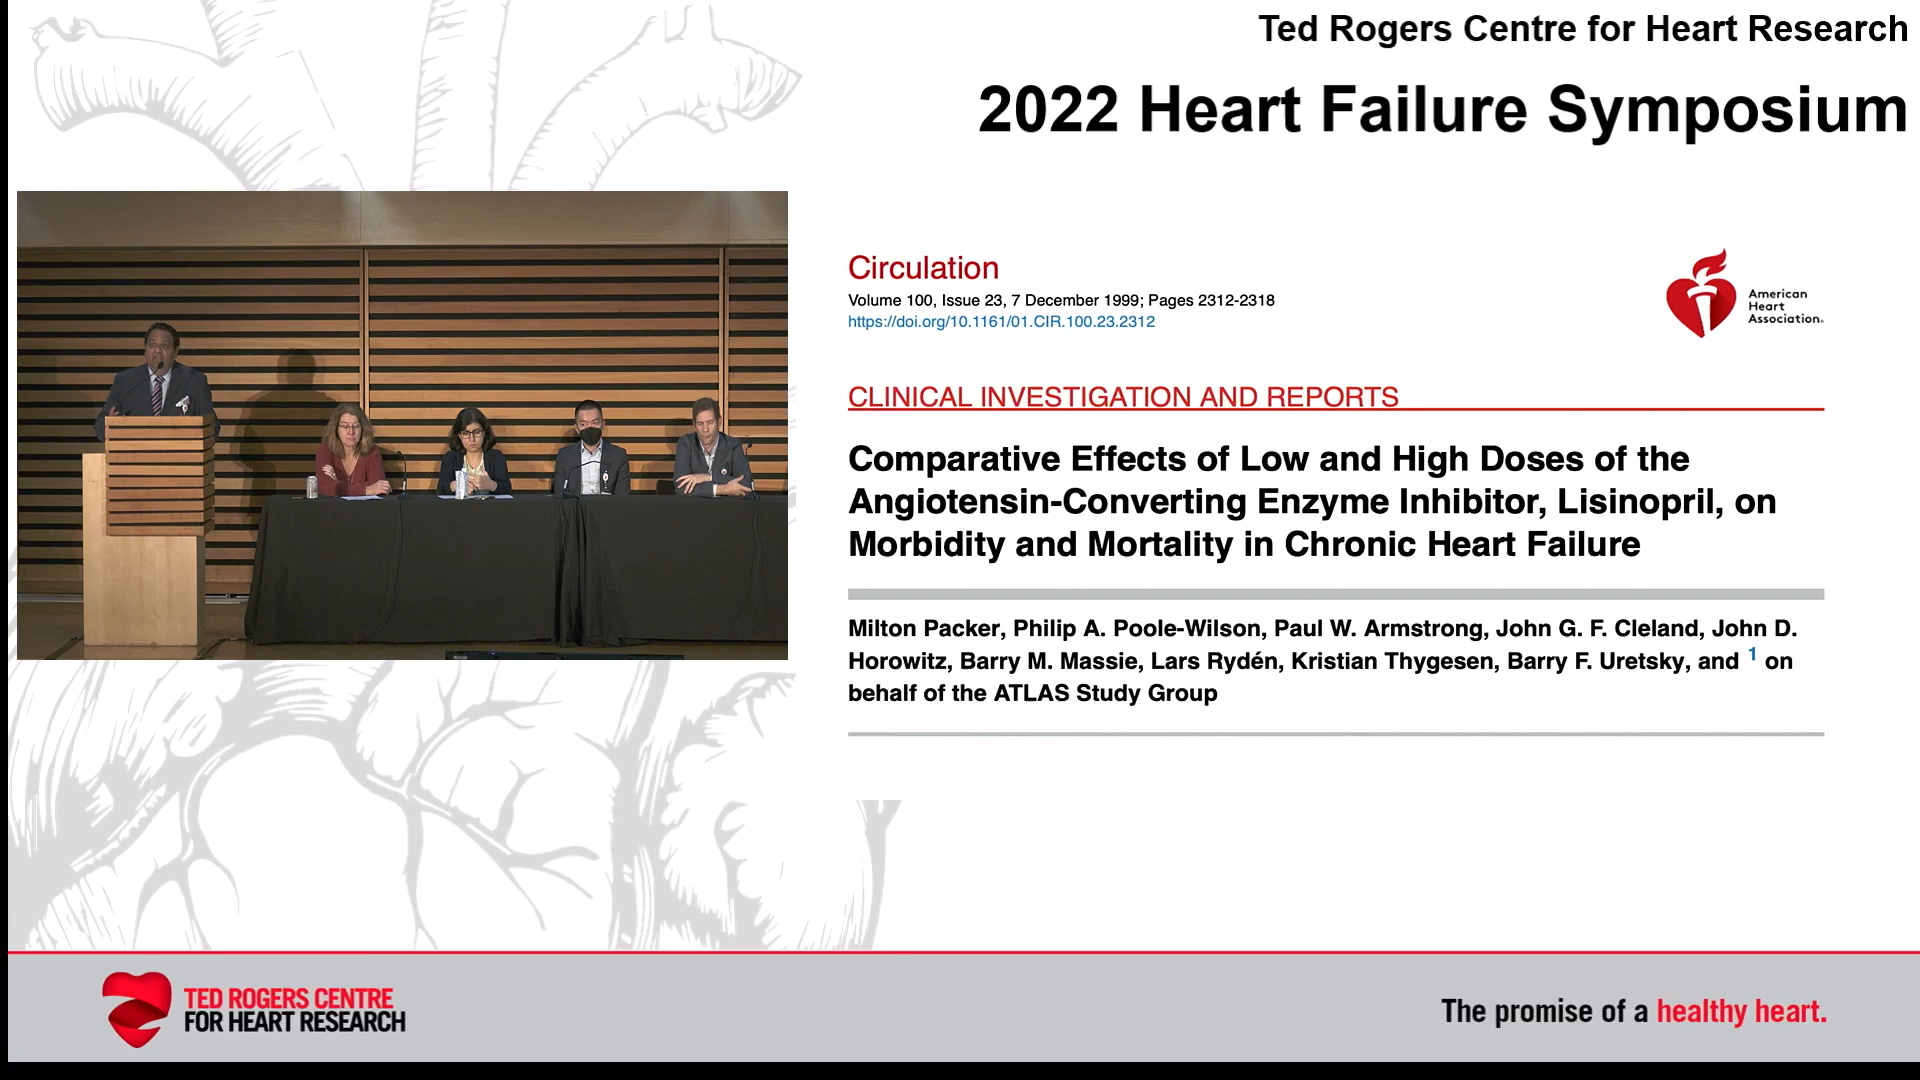 Ted Rogers Centre for Heart Research
2022 Heart Failure Symposium
Circulation
Volume 100, Issue 23, 7 December 1999; Pages 2312-2318
https://doi.org/10.1161/01.CIR.100.23.2312
American
Heart
Association.
CLINICAL INVESTIGATION AND REPORTS
Comparative Effects of Low and High Doses of the
Angiotensin-Converting Enzyme Inhibitor, Lisinopril, on
Morbidity and Mortality in Chronic Heart Failure
Milton Packer, Philip A. Poole-Wilson, Paul W. Armstrong, John G. F. Cleland, John D.
Horowitz, Barry M. Massie, Lars Rydén, Kristian Thygesen, Barry F. Uretsky, and 1 on
behalf of the ATLAS Study Group
TED ROGERS CENTRE
FOR HEART RESEARCH
The promise of a healthy heart.